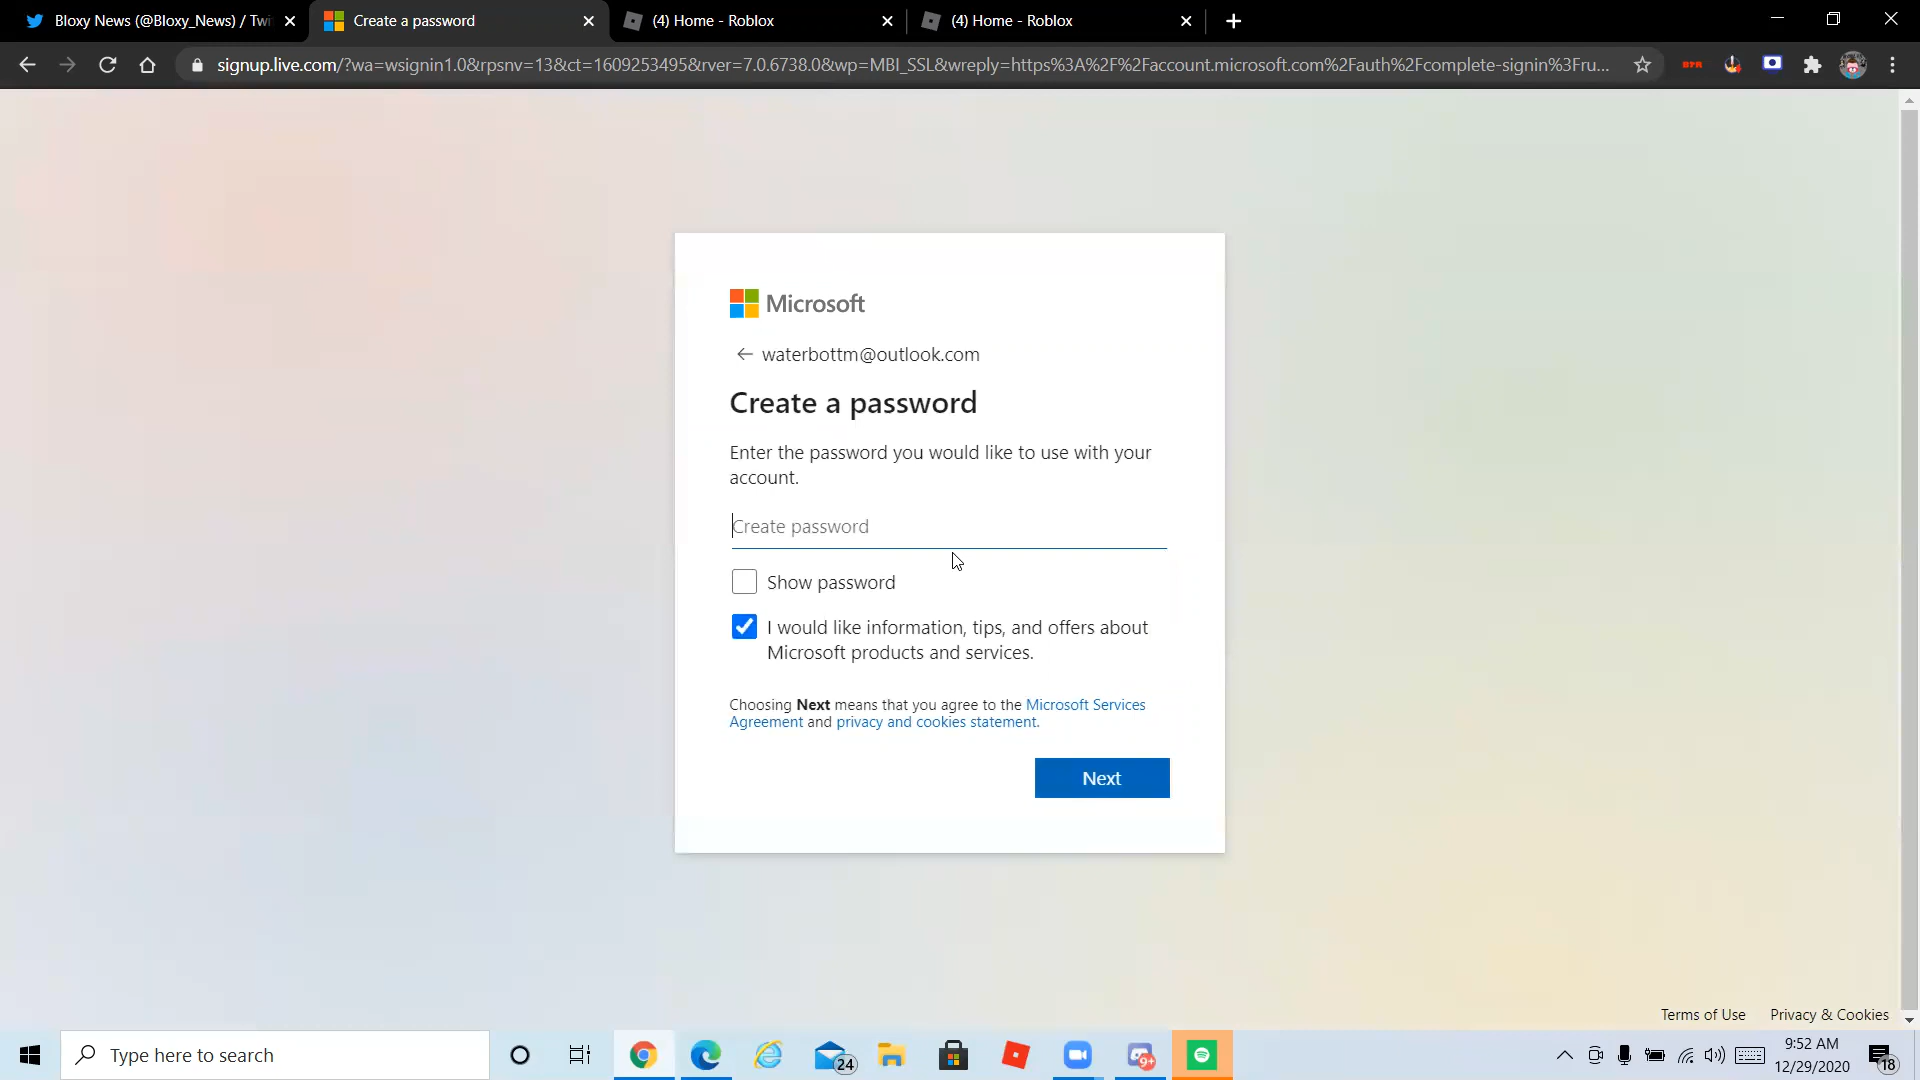 Bloxy News (@Bloxy_News) / Twi
Create a password
(4) Home - Roblox
(4) Home - Roblox
signup.live.com/?wa=wsignin1.0&rpsnv=13&ct=1609253495&rver=7.0.6738.0&wp=MBI_SSL&wreply=https%3A%2F%2Faccount.microsoft.com%2Fauth%2Fcomplete-signin%3Fru...
Microsoft
waterbottm@outlook.com
Create a password
Enter the password you would like to use with your
account.
Create password
Show password
I would like information, tips, and offers about
Microsoft products and services.
Choosing Next means that you agree to the Microsoft Services
Agreement and privacy and cookies statement.
Next
Terms of Use
Privacy & Cookies
Type here to search
24
9+
9:52 AM
12/29/2020
18